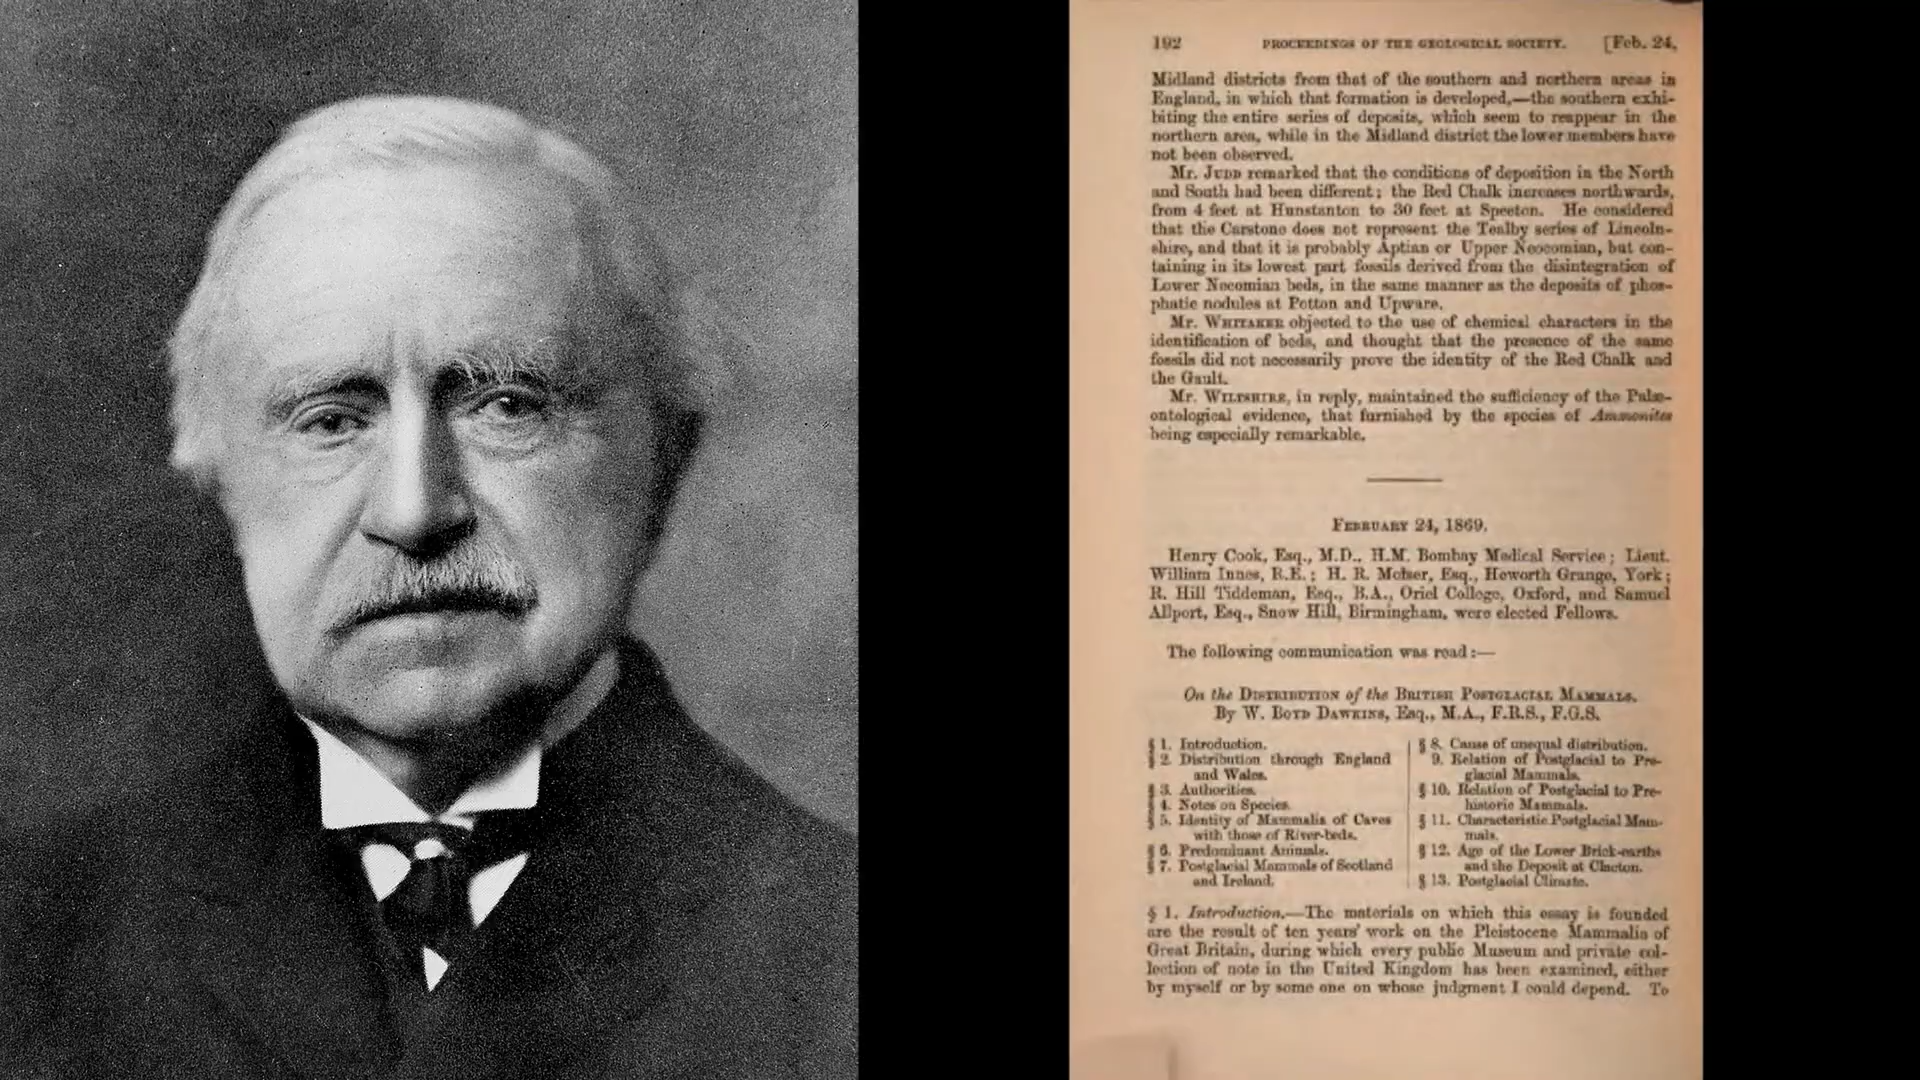 192 PROCEEDINGS OF THE GEOLOGICAL SOCIETY. [Feb. 24,
Midland districts from that of the southern and northern areas in
England, in which that formation is developed,—the southern exhi-
biting the entire series of deposits, which seem to reappear in the
northern area, while in the Midland district the lower members have
not been observed.
Mr. JUDD remarked that the conditions of deposition in the North
and South had been different; the Red Chalk increases northwards,
from 4 feet at Hunstanton to 30 feet at Speeton. He considered
that the Carstone does not represent the Tealby series of Lincoln-
shire, and that it is probably Aptian or Upper Neocomian, but con-
taining in its lowest part fossils derived from the disintegration of
Lower Neocomian beds, in the same manner as the deposits of phos-
phatic nodules at Potton and Upware.
Mr. WHITAKER objected to the use of chemical characters in the
identification of beds, and thought that the presence of the same
fossils did not necessarily prove the identity of the Red Chalk and
the Gault.
Mr. WILTSHIRE, in reply, maintained the sufficiency of the Palæ-
ontological evidence, that furnished by the species of Ammonites
being especially remarkable.
FEBRUARY 24, 1869.
Henry Cook, Esq., M.D., H.M. Bombay Medical Service; Lieut.
William Innes, R.E.; H. R. Esq., Heworth Grange, York;
R. Hill Tiddeman, Esq., B.A., Oriel College, Oxford, and Samuel
Allport, Esq., Snow Hill, Birmingham, were elected Fellows.
The following communication was read:—
On the DISTRIBUTION of the BRITISH POSTGLACIAL MAMMALS.
By W. BOYD DAWKINS, Esq., M.A., F.R.S., F.G.S.
§ 1. Introduction.
§ 2. Distribution through England
and Wales.
§ 3. Authorities.
§ 4. Notes on Species.
§ 5. Identity of Mammalia of Caves
with those of River-beds.
§ 6. Predominant Animals.
§ 7. Postglacial Mammals of Scotland
and Ireland.
§ 8. Cause of unequal distribution.
9. Relation of Postglacial to Pre-
glacial Mammals.
§ 10. Relation of Postglacial to Pre-
historic Mammals.
§ 11. Characteristic Postglacial Mam-
mals.
§ 12. Age of the Lower Brick-earths
and the Deposit at Clacton.
§ 13. Postglacial Climate.
§ 1. Introduction.—The materials on which this essay is founded
are the result of ten years' work on the Pleistocene Mammalia of
Great Britain, during which every public Museum and private col-
lection of note in the United Kingdom has been examined, either
by myself or by some one on whose judgment I could depend. To